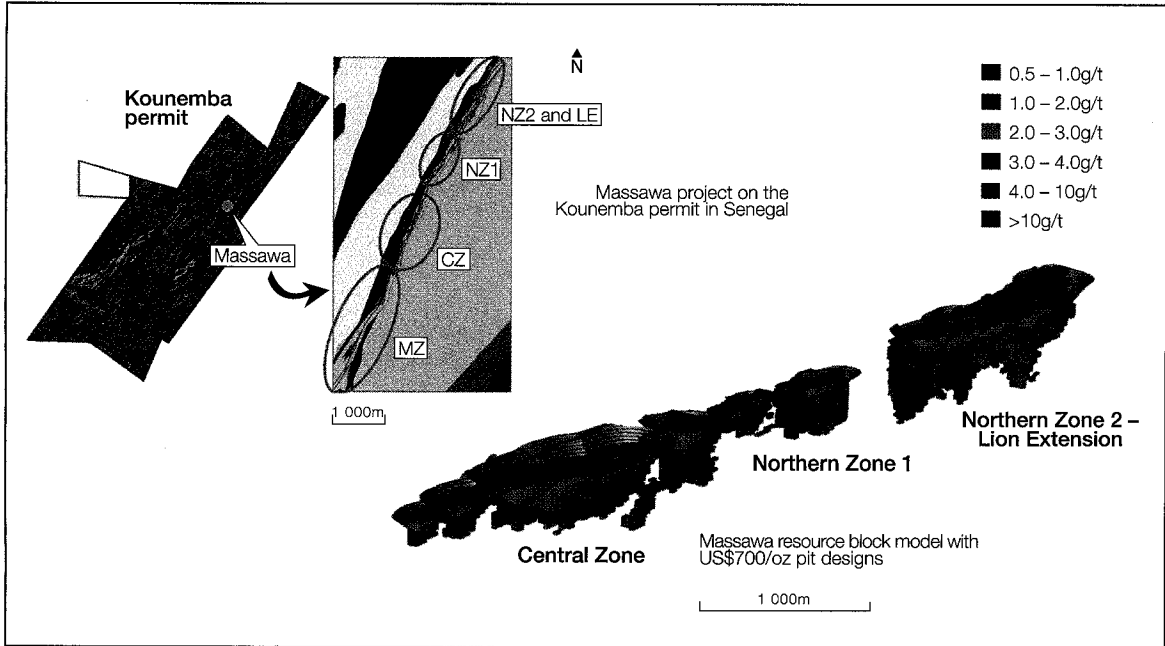 Kounemba
permit
Massawa
N
NZ2 and LE
NZ1
CZ
MZ
1 000m
Massawa project on the
Kounemba permit in Senegal
0.5 – 1.0g/t
1.0 – 2.0g/t
2.0 – 3.0g/t
3.0 – 4.0g/t
4.0 – 10g/t
>10g/t
Northern Zone 2 –
Lion Extension
Northern Zone 1
Central Zone
Massawa resource block model with
US$700/oz pit designs
1 000m